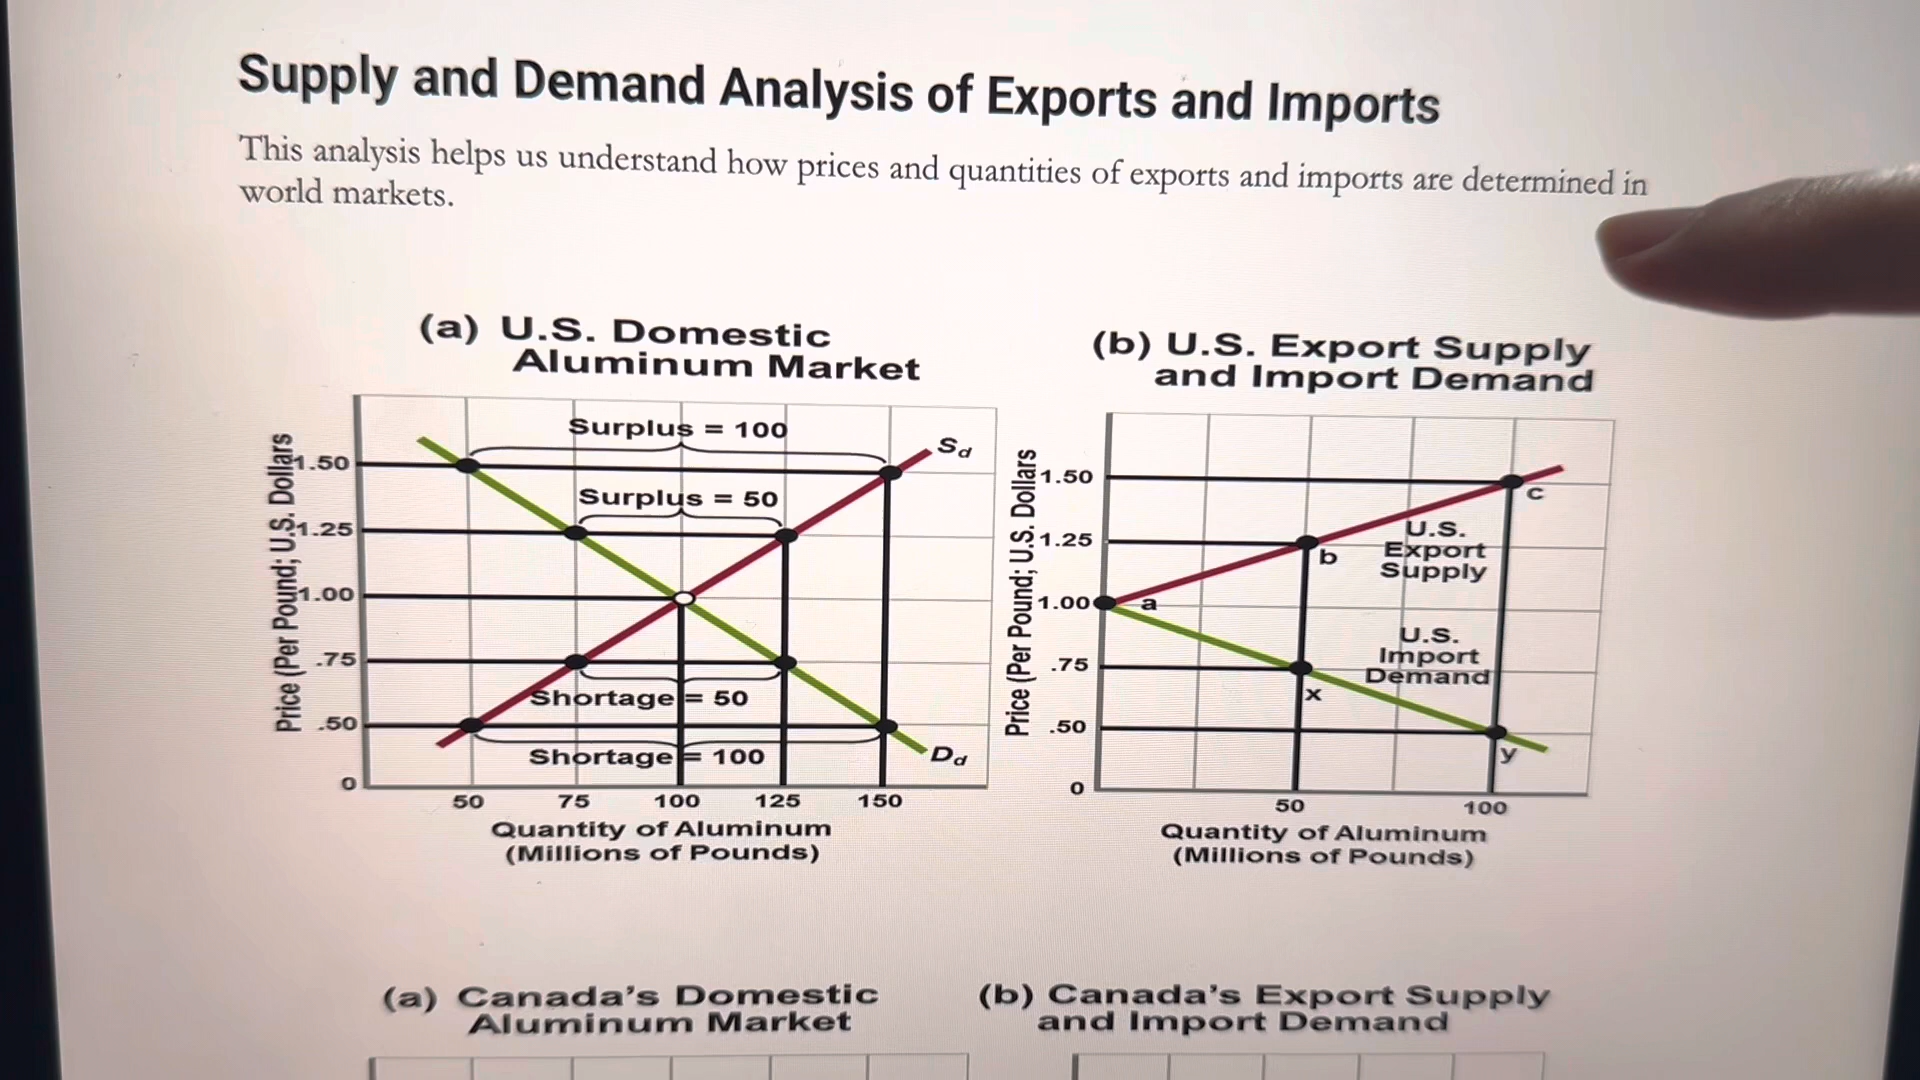 Supply and Demand Analysis of Exports and Imports
This analysis helps us understand how prices and quantities of exports and imports are determined in
world markets.
(a) U.S. Domestic
Aluminum Market
Price (Per Pound; U.S. Dollars
1.50
1.25
1.00
.75
.50
0
Surplus = 100
Surplus = 50
Shortage = 50
Shortage = 100
Sd
Dd
50 75 100 125 150
Quantity of Aluminum
(Millions of Pounds)
(b) U.S. Export Supply
and Import Demand
Price (Per Pound; U.S. Dollars
1.50
1.25
1.00
.75
.50
0
c
b
a
x
y
U.S.
Export
Supply
U.S.
Import
Demand
50 100
Quantity of Aluminum
(Millions of Pounds)
(a) Canada's Domestic
Aluminum Market
(b) Canada's Export Supply
and Import Demand